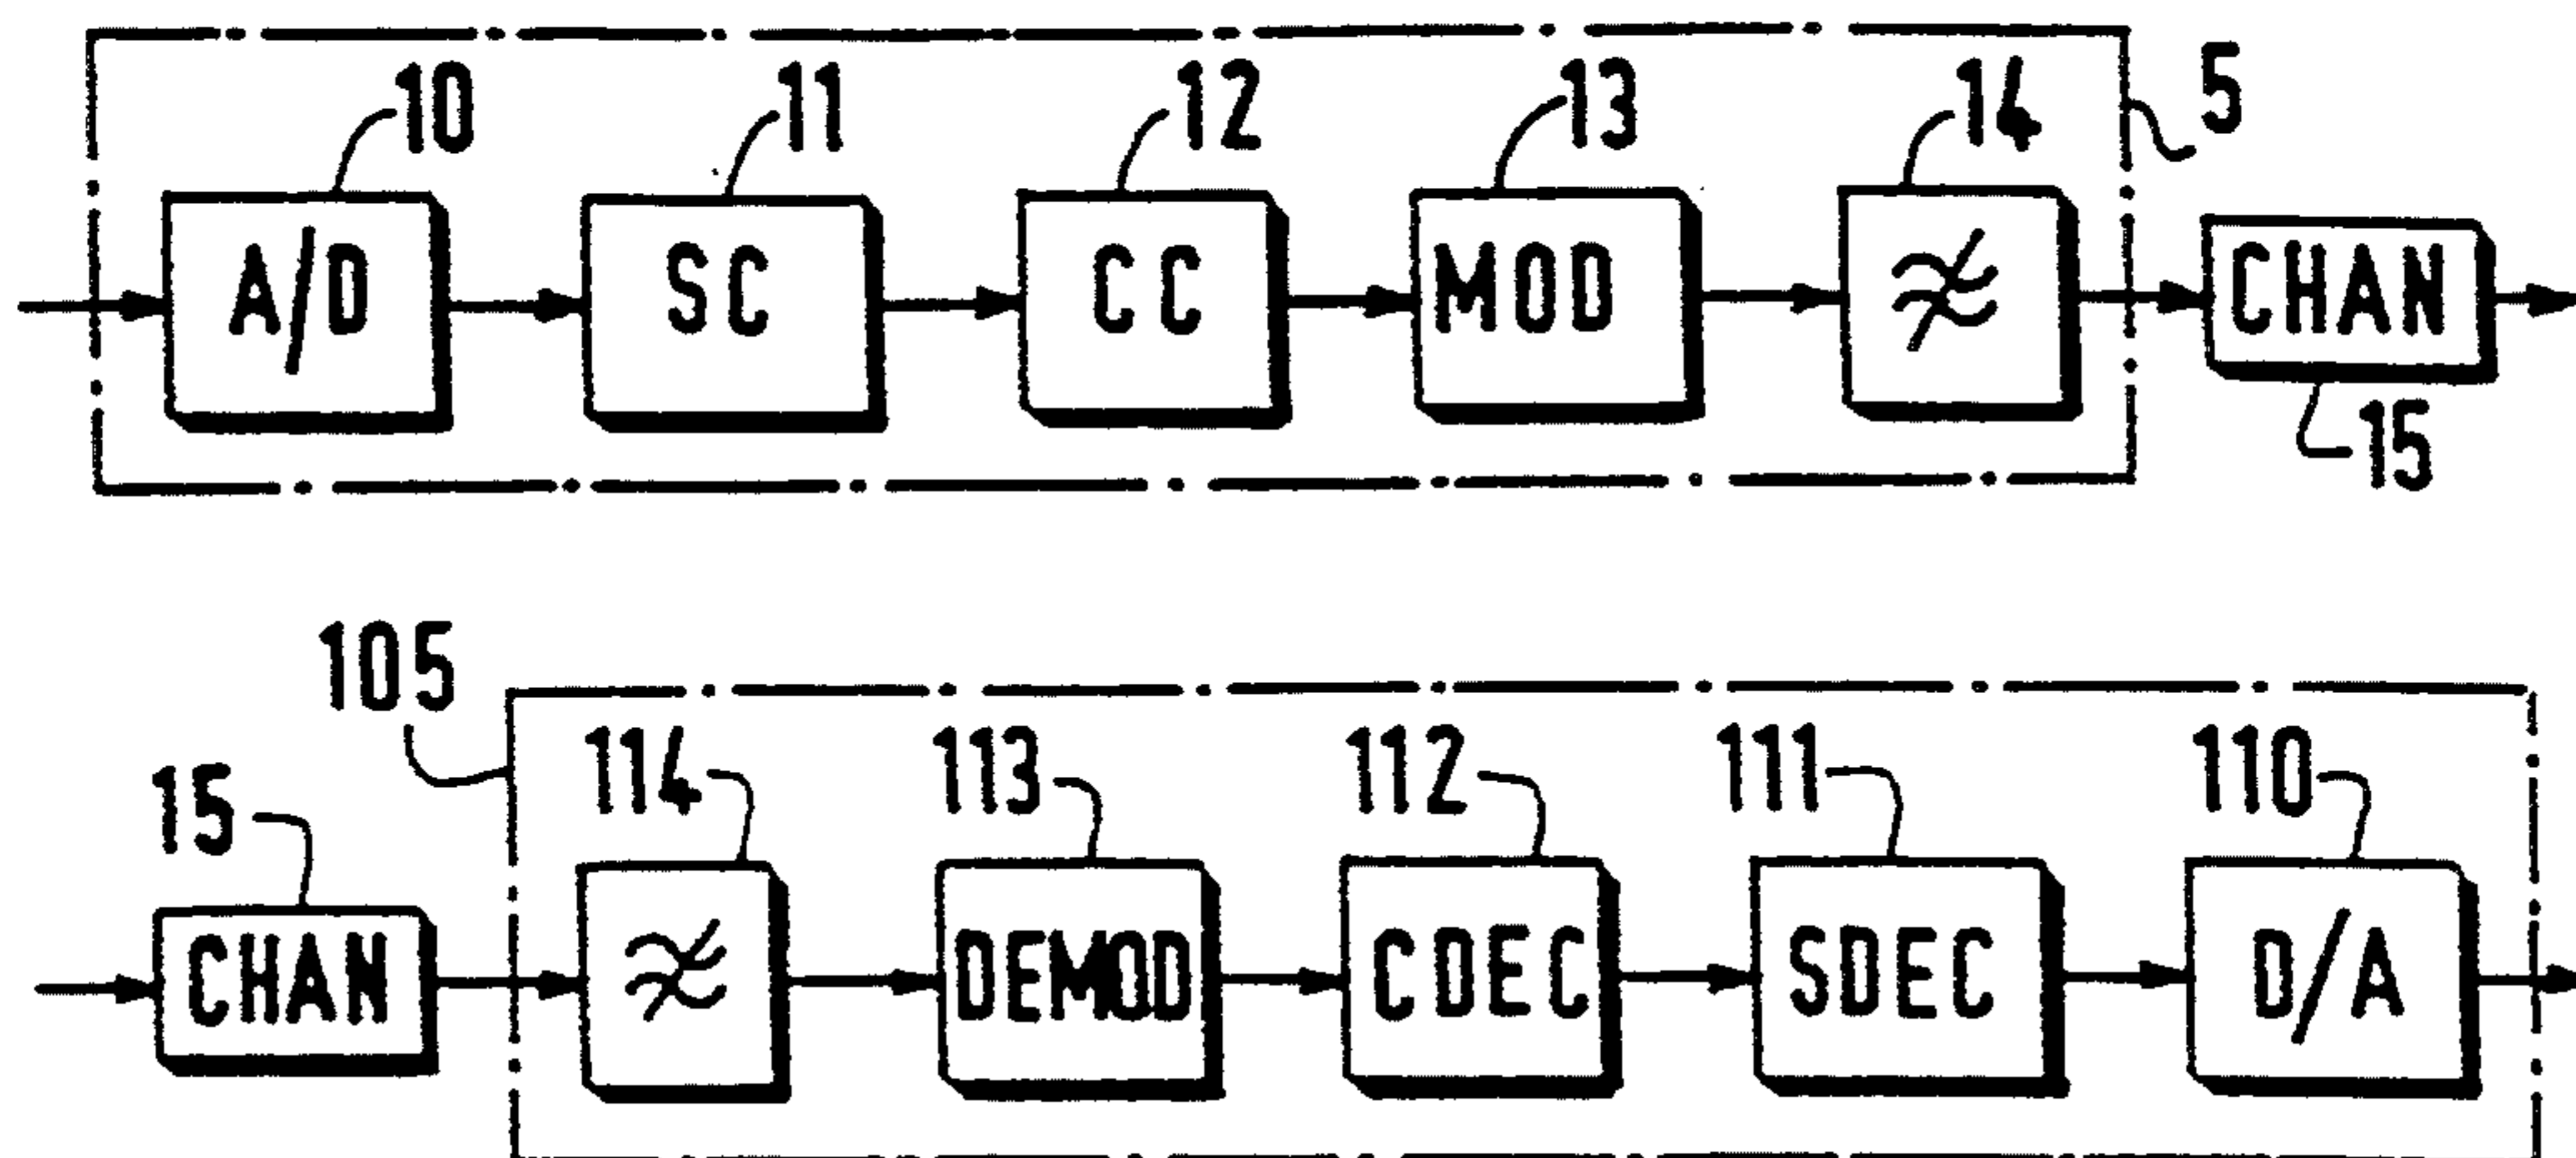 10 11 12 13 14 5
A/D SC CC MOD CHAN
15
105
15 114 113 112 111 110
CHAN DEMOD CDEC SDEC D/A